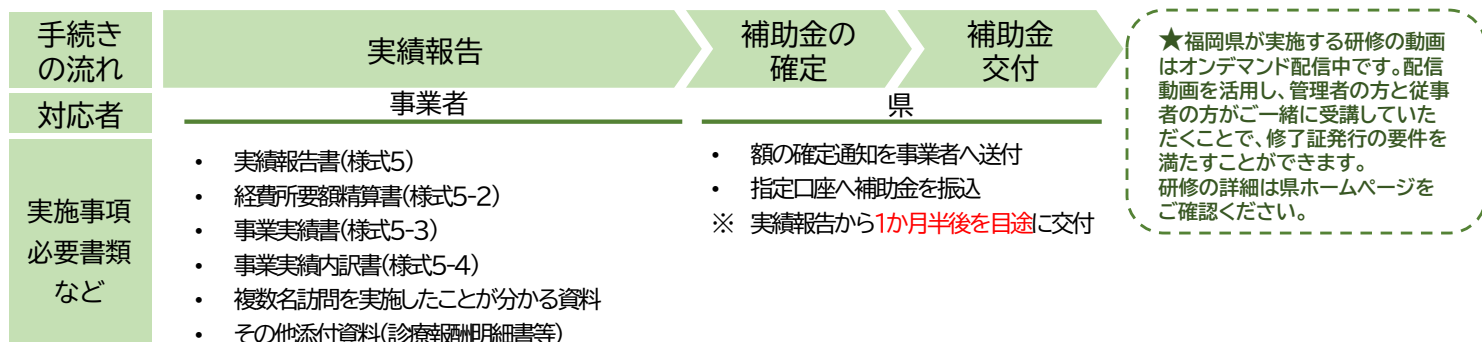 手続き
の流れ
実績報告
補助金の
確定
補助金
交付
対応者
事業者
県
実施事項
必要書類
など
• 実績報告書(様式5)
• 経費所要額精算書(様式5-2)
• 事業実績書(様式5-3)
• 事業実績内訳書(様式5-4)
• 複数名訪問を実施したことが分かる資料
• その他添付資料(診療報酬明細書等)
• 額の確定通知を事業者へ送付
• 指定口座へ補助金を振込
※ 実績報告から1か月半後を目途に交付
★福岡県が実施する研修の動画
はオンデマンド配信中です。配信
動画を活用し、管理者の方と従事
者の方がご一緒に受講していた
だくことで、修了証発行の要件を
満たすことができます。
研修の詳細は県ホームページを
ご確認ください。